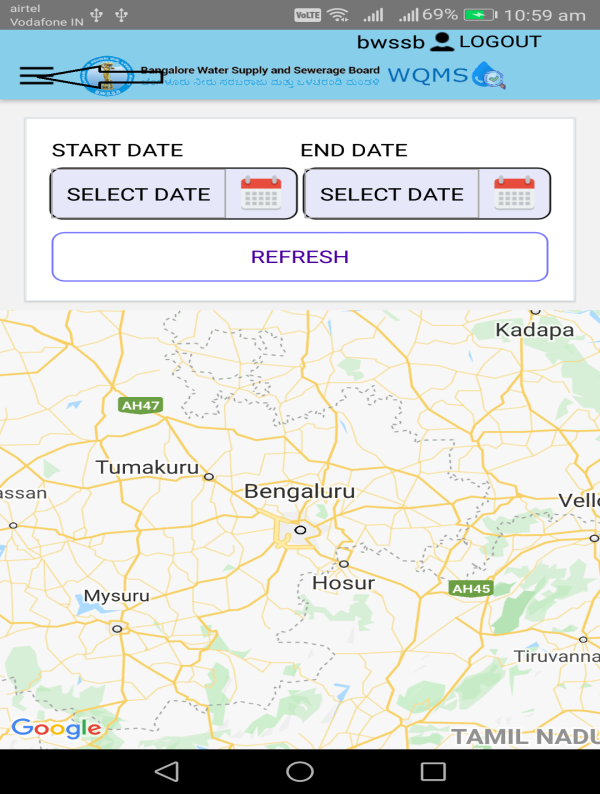 airtel
Vodafone IN
VoLTE 69% 10:59 am
bwssb LOGOUT
Bangalore Water Supply and Sewerage Board
ನೀರು ಸರಬರಾಜು ಮತ್ತು ಒಳಚರಂಡಿ ಮಂಡಳಿ
WQMS
BWSSB
START DATE END DATE
SELECT DATE SELECT DATE
REFRESH
Kadapa
AH47
Tumakuru
Bengaluru
assan
Vello
Hosur
AH45
Mysuru
Tiruvanna
Google
TAMIL NADU